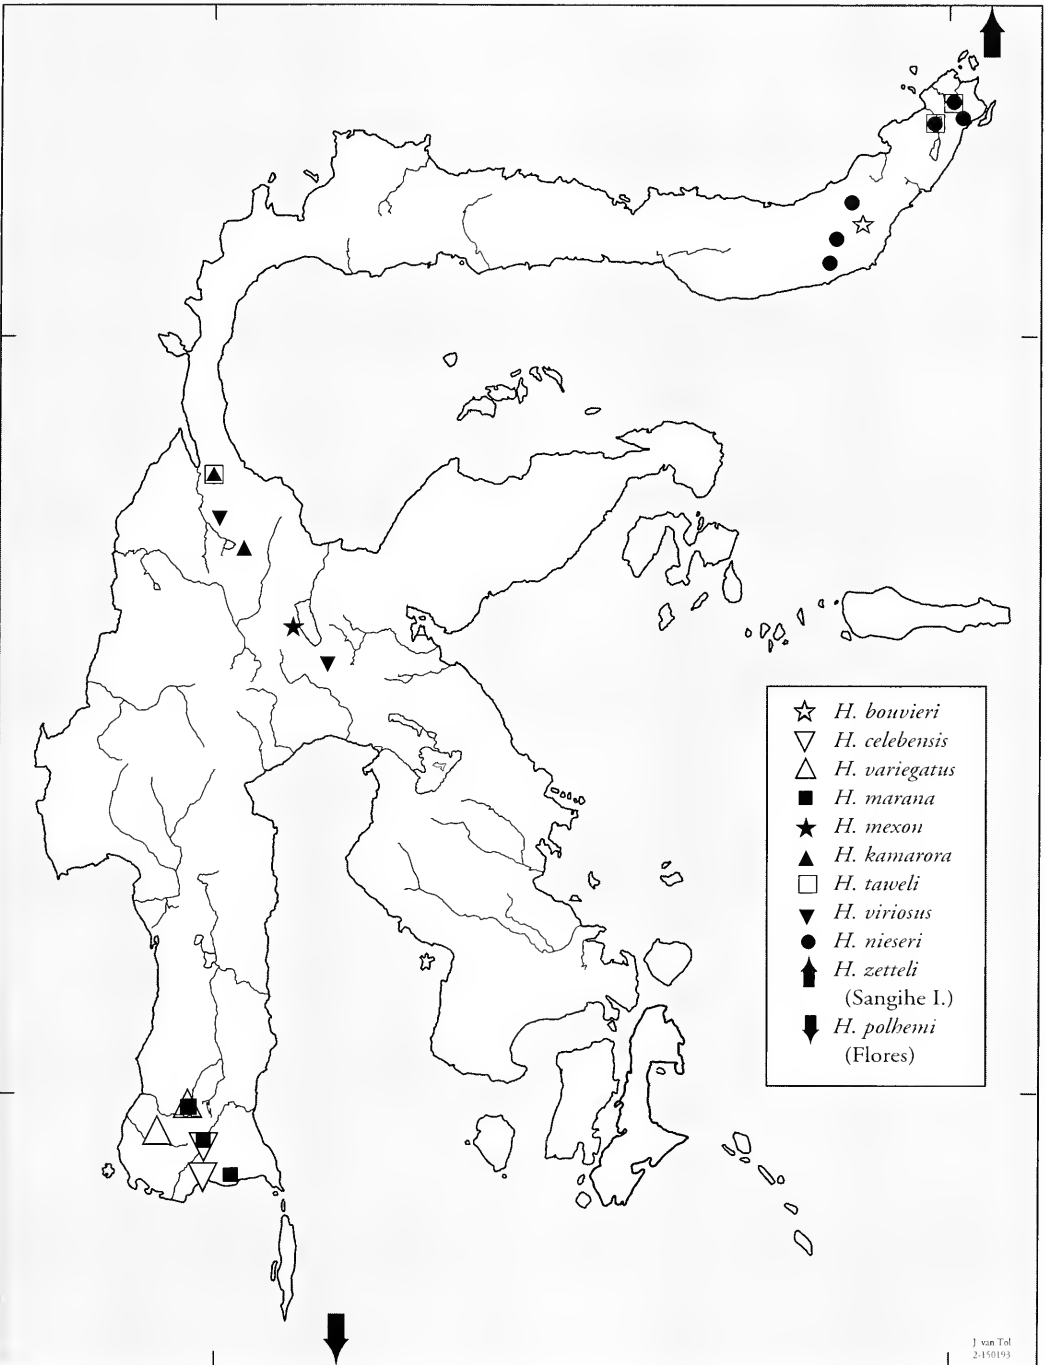 H. bouvieri
H. celebensis
H. variegatus
H. marana
H. mexon
H. kamarora
H. taweli
H. viriosus
H. nieseri
H. zetteli
(Sangihe I.)
H. polhemi
(Flores)
J. van Tol
2-150193